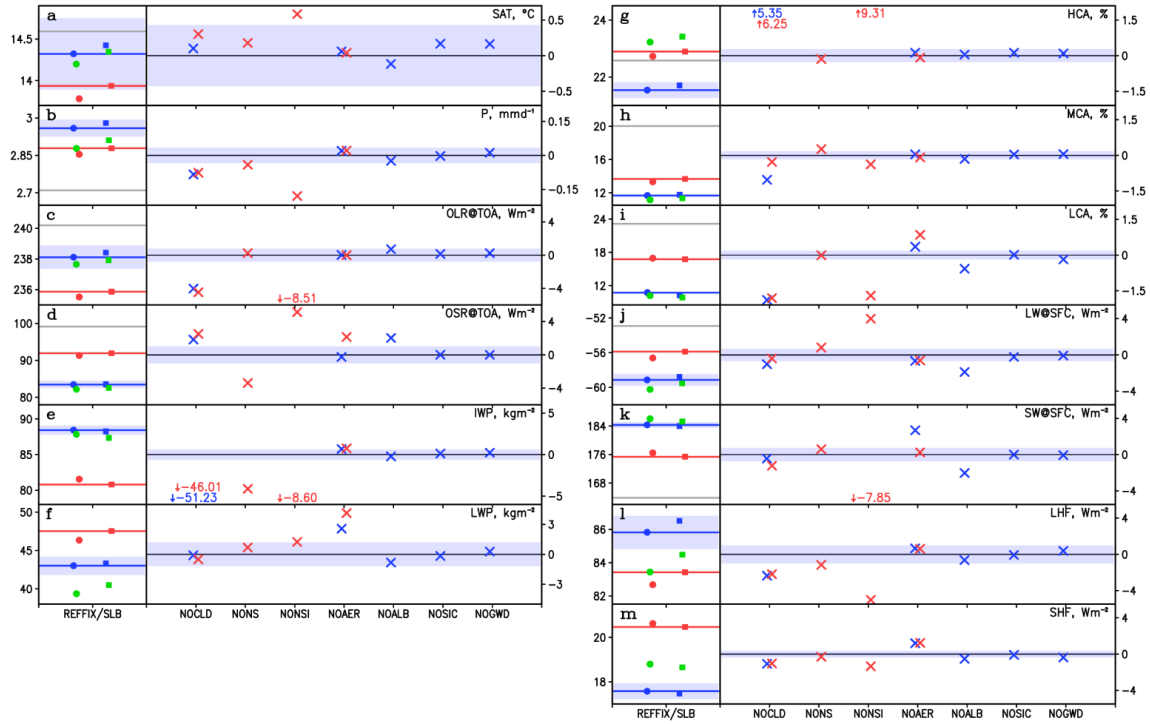 a
SAT, °C
14.5
14
0.5
0
−0.5
b
P, mmd⁻¹
3
2.85
2.7
0.15
0
−0.15
c
OLR@TOA, Wm⁻²
240
238
236
4
0
−4
↓−8.51
d
OSR@TOA, Wm⁻²
100
90
80
4
0
−4
e
IWP, kgm⁻²
90
85
80
5
0
−5
↓−46.01
↓−51.23
↓−8.60
f
LWP, kgm⁻²
50
45
40
3
0
−3
REFFIX/SLB NOCLD NONS NONSI NOAER NOALB NOSIC NOGWD
g
HCA, %
24
22
1.5
0
−1.5
↑5.35
↑6.25
↑9.31
h
MCA, %
16
12
1.5
0
−1.5
i
LCA, %
24
18
12
1.5
0
−1.5
j
LW@SFC, Wm⁻²
−52
−56
−60
4
0
−4
k
SW@SFC, Wm⁻²
184
176
168
4
0
−4
↓−7.85
l
LHF, Wm⁻²
86
84
82
4
0
−4
m
SHF, Wm⁻²
20
18
4
0
−4
REFFIX/SLB NOCLD NONS NONSI NOAER NOALB NOSIC NOGWD